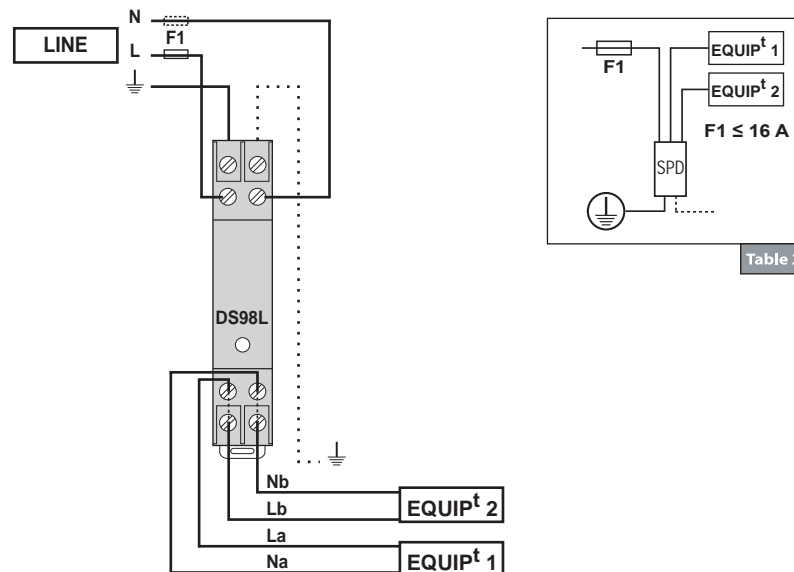 N
F1
LINE
L
DS98L
Nb
Lb
EQUIPᵗ 2
La
Na
EQUIPᵗ 1
F1
EQUIPᵗ 1
EQUIPᵗ 2
F1 ≤ 16 A
SPD
Table